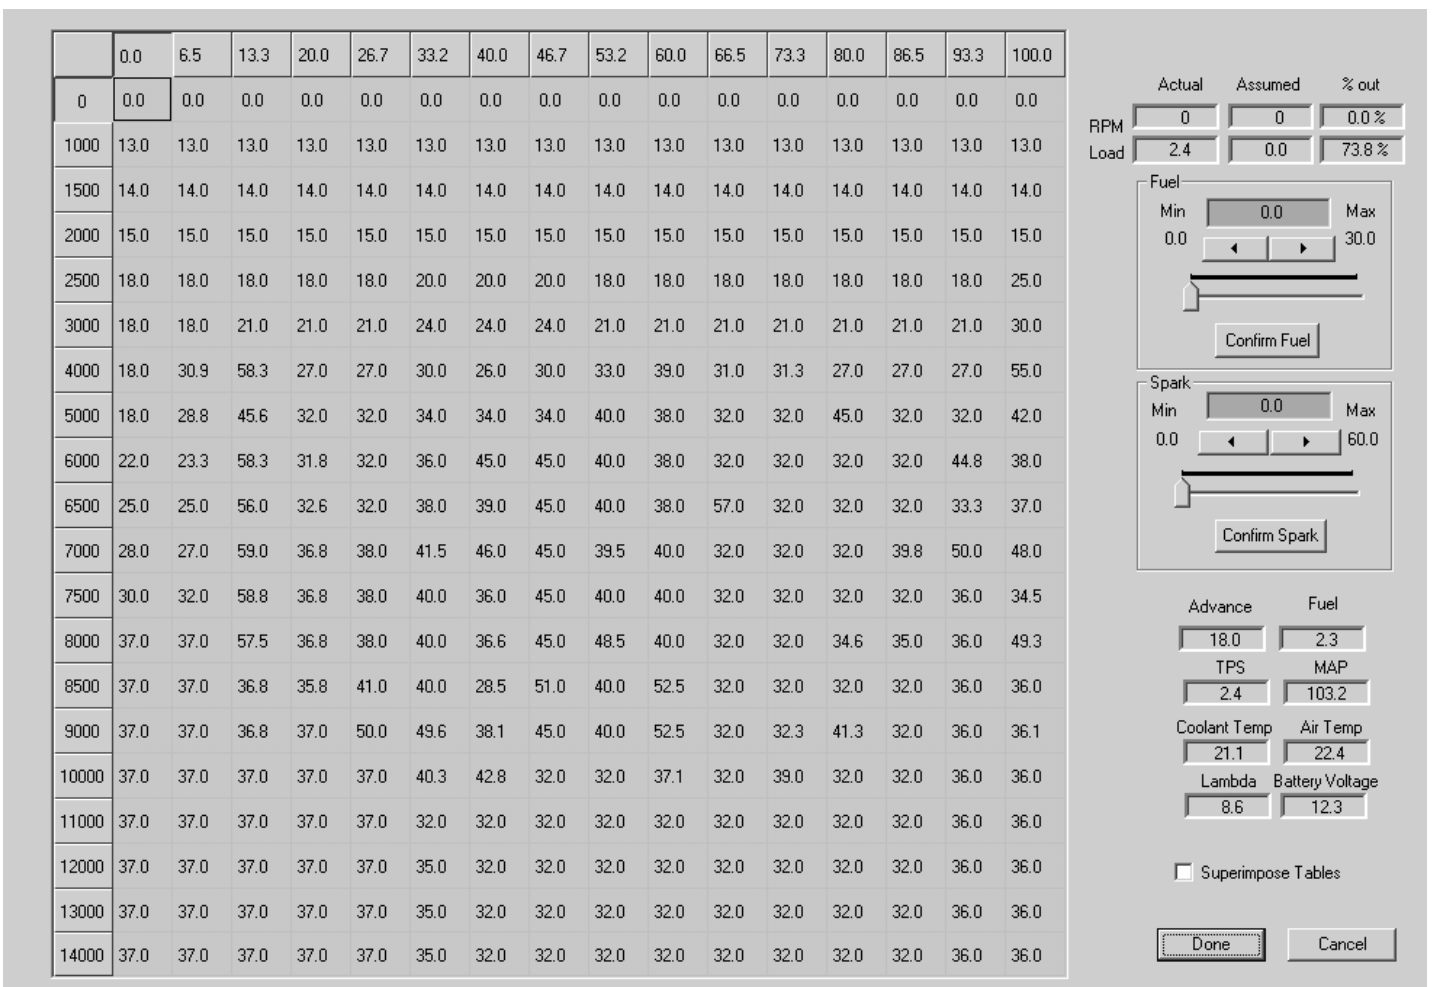 0.0 6.5 13.3 20.0 26.7 33.2 40.0 46.7 53.2 60.0 66.5 73.3 80.0 86.5 93.3 100.0
0 0.0 0.0 0.0 0.0 0.0 0.0 0.0 0.0 0.0 0.0 0.0 0.0 0.0 0.0 0.0 0.0
1000 13.0 13.0 13.0 13.0 13.0 13.0 13.0 13.0 13.0 13.0 13.0 13.0 13.0 13.0 13.0 13.0
1500 14.0 14.0 14.0 14.0 14.0 14.0 14.0 14.0 14.0 14.0 14.0 14.0 14.0 14.0 14.0 14.0
2000 15.0 15.0 15.0 15.0 15.0 15.0 15.0 15.0 15.0 15.0 15.0 15.0 15.0 15.0 15.0 15.0
2500 18.0 18.0 18.0 18.0 18.0 20.0 20.0 20.0 18.0 18.0 18.0 18.0 18.0 18.0 18.0 25.0
3000 18.0 18.0 21.0 21.0 21.0 24.0 24.0 24.0 21.0 21.0 21.0 21.0 21.0 21.0 21.0 30.0
4000 18.0 30.9 58.3 27.0 27.0 30.0 26.0 30.0 33.0 39.0 31.0 31.3 27.0 27.0 27.0 55.0
5000 18.0 28.8 45.6 32.0 32.0 34.0 34.0 34.0 40.0 38.0 32.0 32.0 45.0 32.0 32.0 42.0
6000 22.0 23.3 58.3 31.8 32.0 36.0 45.0 45.0 40.0 38.0 32.0 32.0 32.0 32.0 44.8 38.0
6500 25.0 25.0 56.0 32.6 32.0 38.0 39.0 45.0 40.0 38.0 57.0 32.0 32.0 32.0 33.3 37.0
7000 28.0 27.0 59.0 36.8 38.0 41.5 46.0 45.0 39.5 40.0 32.0 32.0 32.0 39.8 50.0 48.0
7500 30.0 32.0 58.8 36.8 38.0 40.0 36.0 45.0 40.0 40.0 32.0 32.0 32.0 32.0 36.0 34.5
8000 37.0 37.0 57.5 36.8 38.0 40.0 36.6 45.0 48.5 40.0 32.0 32.0 34.6 35.0 36.0 49.3
8500 37.0 37.0 36.8 35.8 41.0 40.0 28.5 51.0 40.0 52.5 32.0 32.0 32.0 32.0 36.0 36.0
9000 37.0 37.0 36.8 37.0 50.0 49.6 38.1 45.0 40.0 52.5 32.0 32.3 41.3 32.0 36.0 36.1
10000 37.0 37.0 37.0 37.0 37.0 40.3 42.8 32.0 32.0 37.1 32.0 39.0 32.0 32.0 36.0 36.0
11000 37.0 37.0 37.0 37.0 37.0 32.0 32.0 32.0 32.0 32.0 32.0 32.0 32.0 32.0 36.0 36.0
12000 37.0 37.0 37.0 37.0 37.0 35.0 32.0 32.0 32.0 32.0 32.0 32.0 32.0 32.0 36.0 36.0
13000 37.0 37.0 37.0 37.0 37.0 35.0 32.0 32.0 32.0 32.0 32.0 32.0 32.0 32.0 36.0 36.0
14000 37.0 37.0 37.0 37.0 37.0 35.0 32.0 32.0 32.0 32.0 32.0 32.0 32.0 32.0 36.0 36.0
Actual Assumed % out
RPM 0 0 0.0 %
Load 2.4 0.0 73.8 %
Fuel
Min 0.0 Max
0.0 30.0
Confirm Fuel
Spark
Min 0.0 Max
0.0 60.0
Confirm Spark
Advance Fuel
18.0 2.3
TPS MAP
2.4 103.2
Coolant Temp Air Temp
21.1 22.4
Lambda Battery Voltage
8.6 12.3
Superimpose Tables
Done Cancel